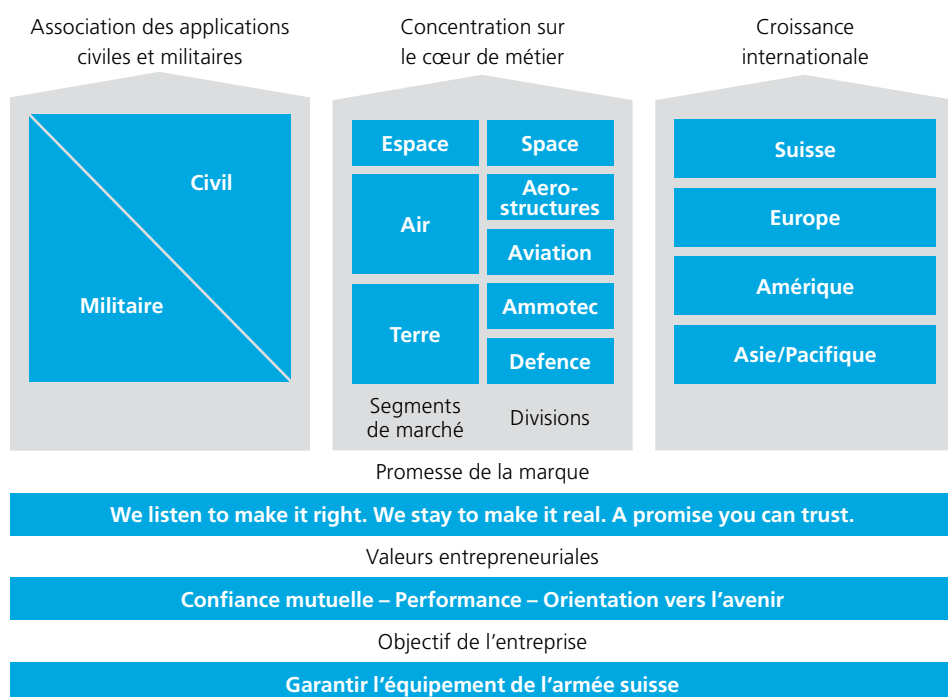 Association des applications
civiles et militaires
Civil
Militaire
Concentration sur
le cœur de métier
Espace
Air
Terre
Segments
de marché
Space
Aero-
structures
Aviation
Ammotec
Defence
Divisions
Croissance
internationale
Suisse
Europe
Amérique
Asie/Pacifique
Promesse de la marque
We listen to make it right. We stay to make it real. A promise you can trust.
Valeurs entrepreneuriales
Confiance mutuelle – Performance – Orientation vers l’avenir
Objectif de l’entreprise
Garantir l’équipement de l’armée suisse